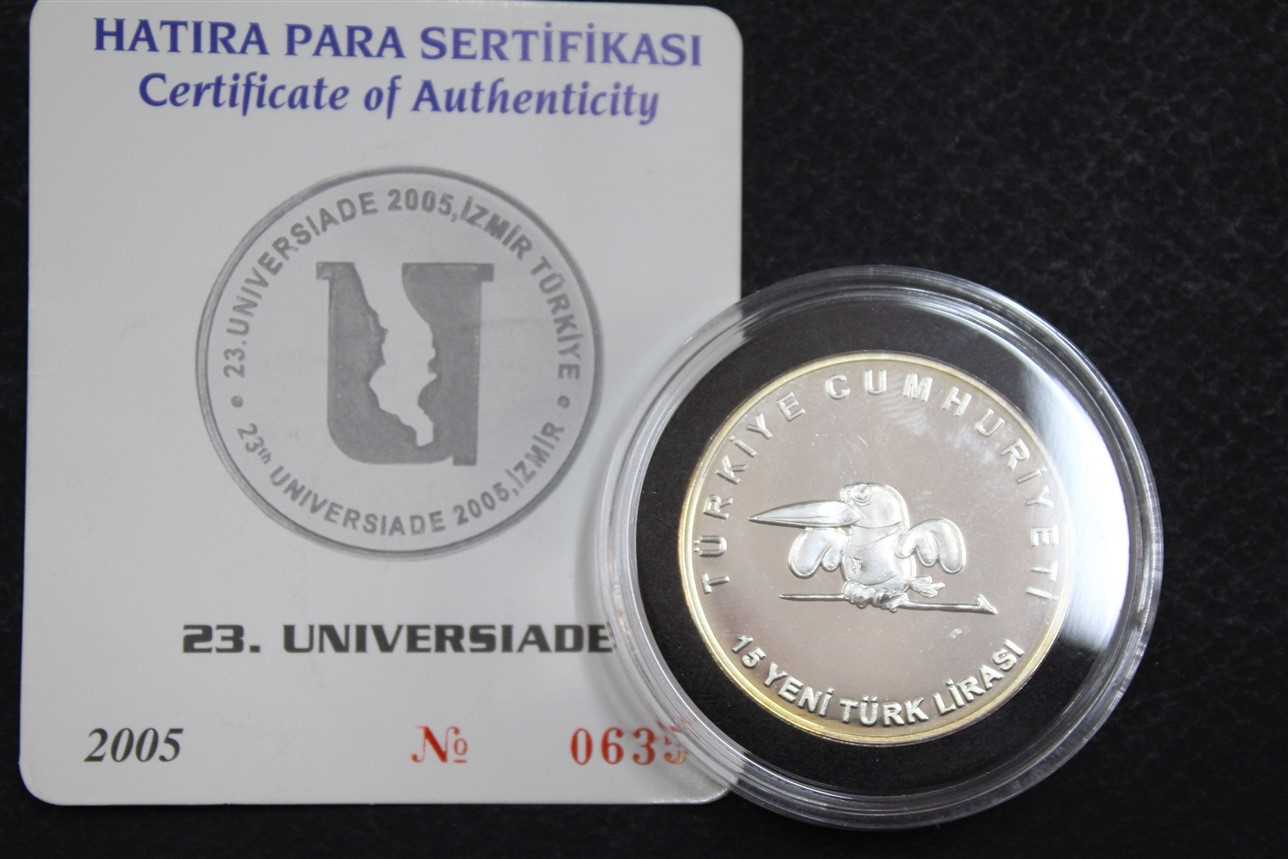 HATIRA PARA SERTİFİKASI
Certificate of Authenticity
23.UNIVERSIADE 2005,İZMİR TÜRKİYE
23th UNIVERSIADE 2005,İZMİR
U
23. UNIVERSIADE
2005 № 0635
TÜRKİYE CUMHURİYETİ
15 YENİ TÜRK LİRASI